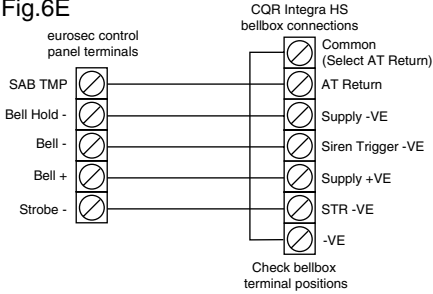 Fig.6E
eurosec control
panel terminals
SAB TMP
Bell Hold -
Bell -
Bell +
Strobe -
CQR Integra HS
bellbox connections
Common
(Select AT Return)
AT Return
Supply -VE
Siren Trigger -VE
Supply +VE
STR -VE
-VE
Check bellbox
terminal positions